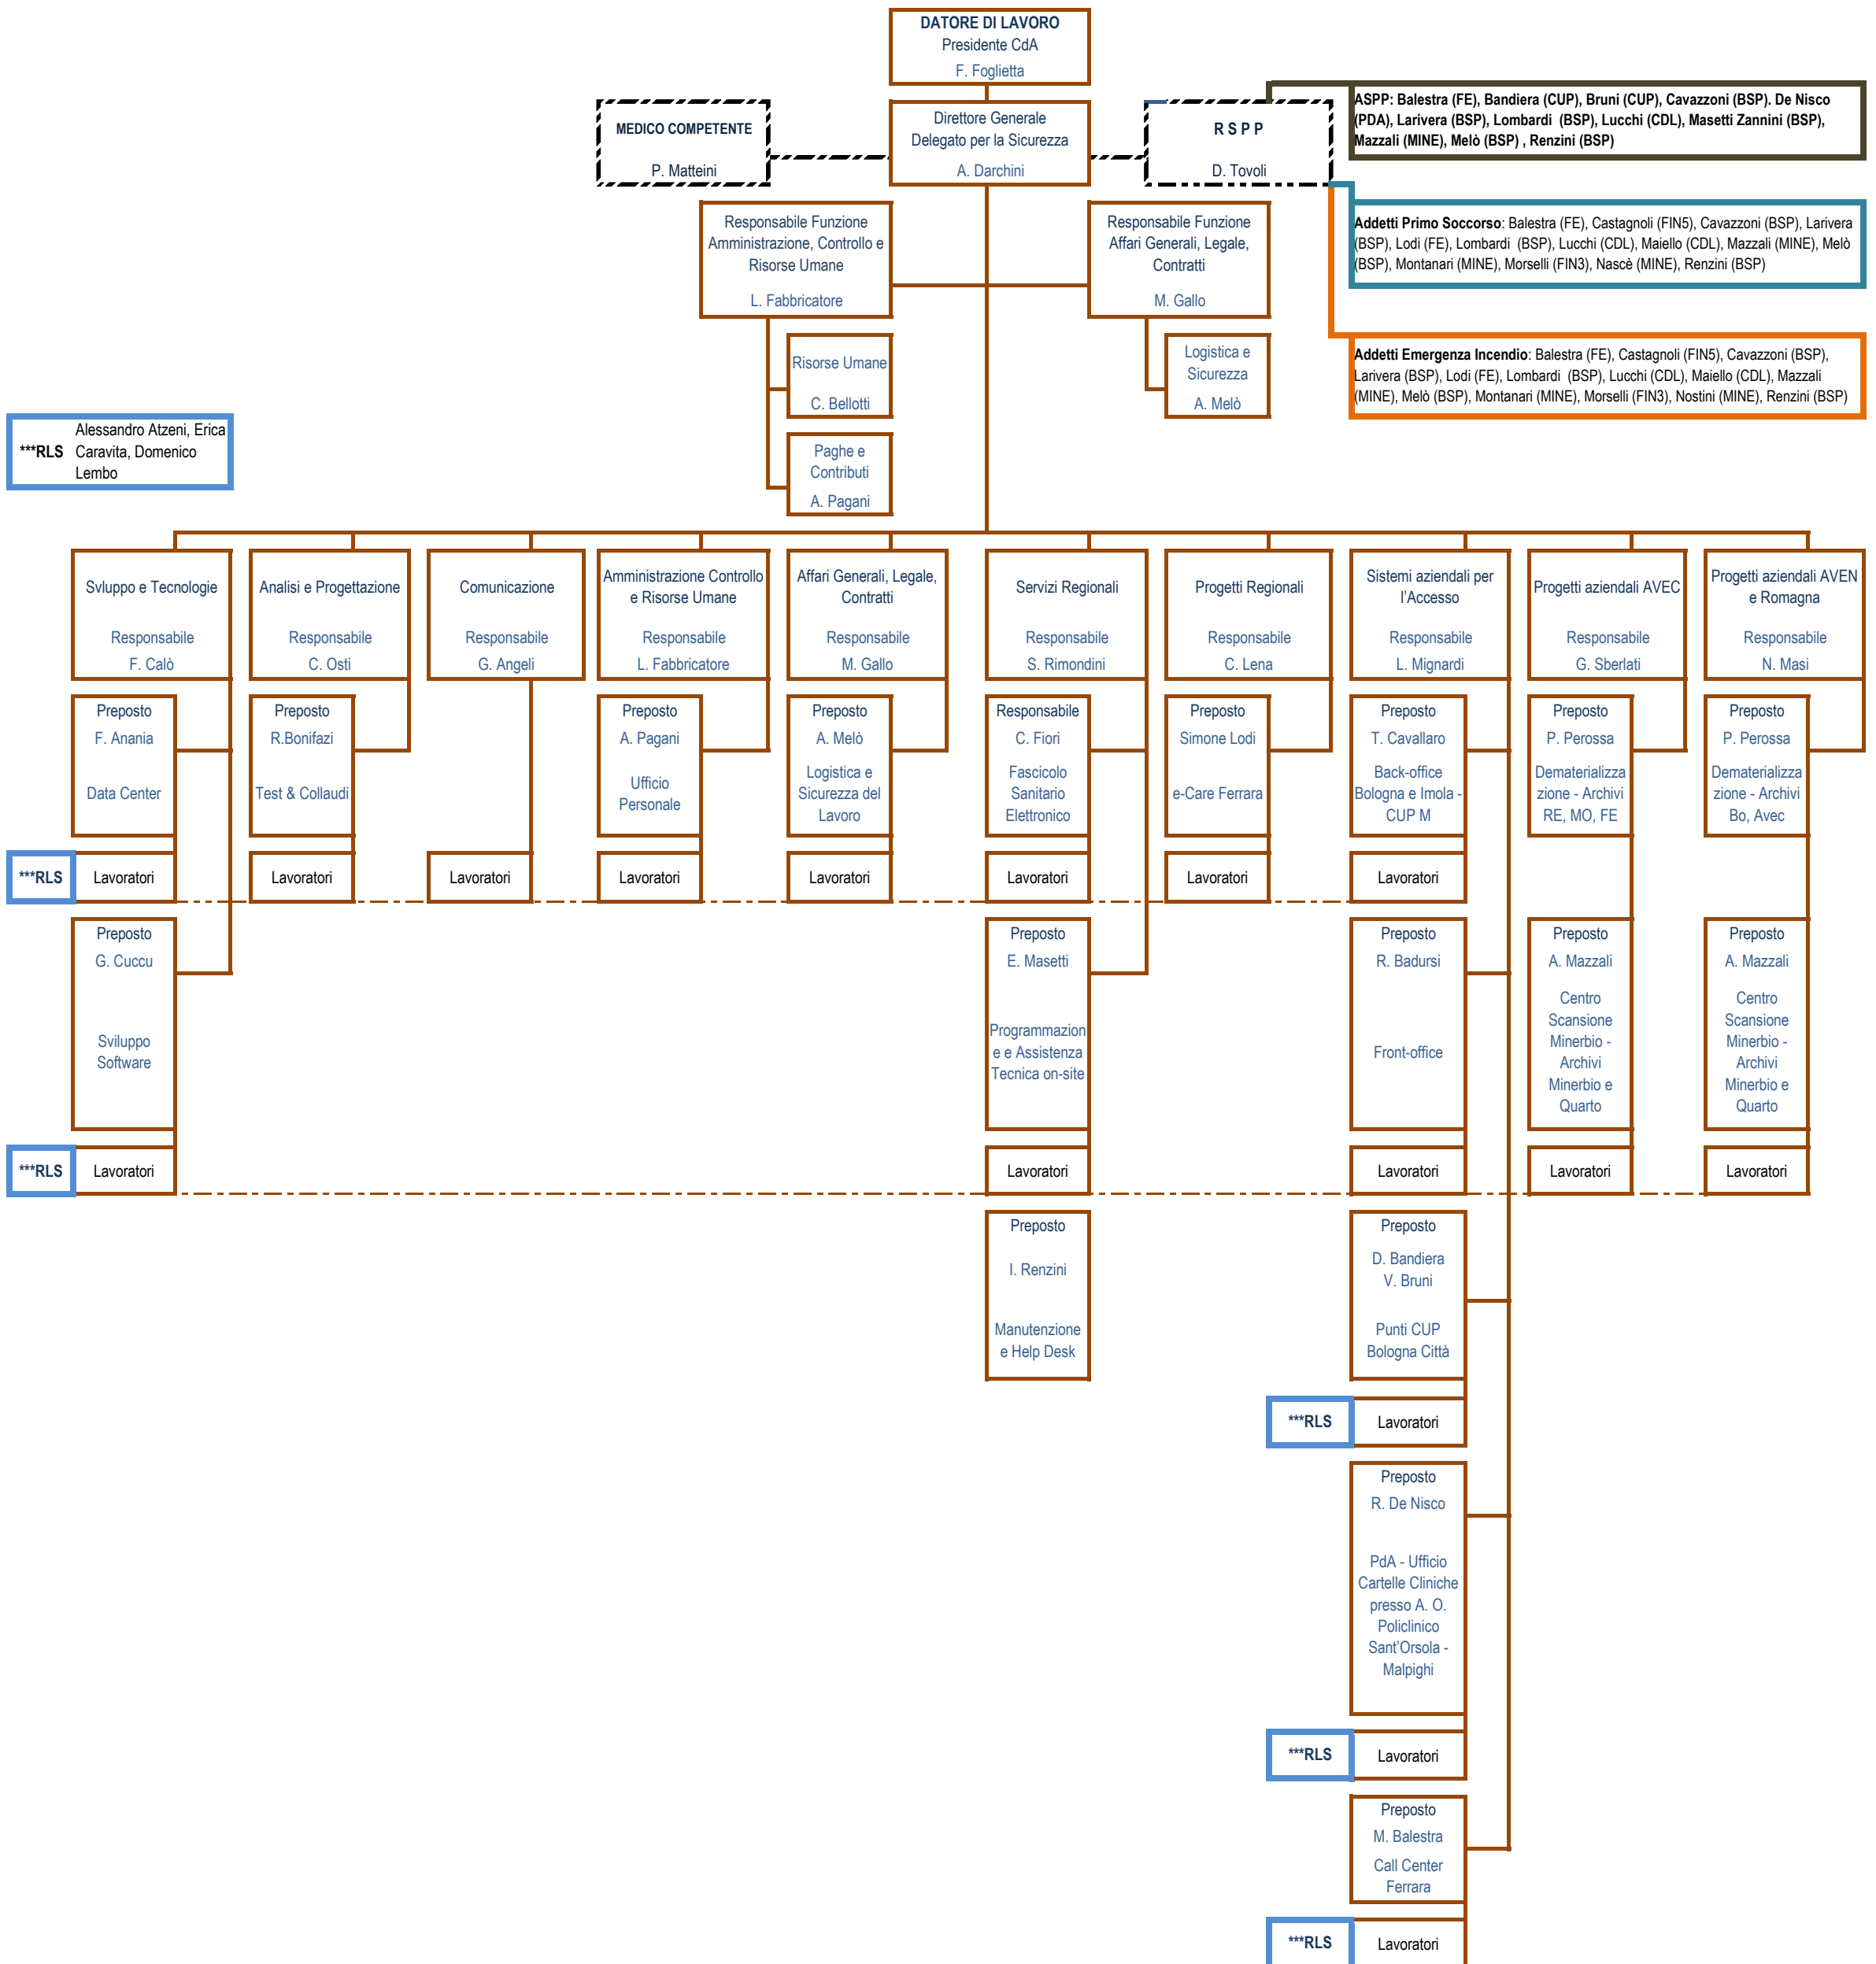 DATORE DI LAVORO
Presidente CdA
F. Foglietta
MEDICO COMPETENTE
P. Matteini
Direttore Generale
Delegato per la Sicurezza
A. Darchini
R S P P
D. Tovoli
ASPP: Balestra (FE), Bandiera (CUP), Bruni (CUP), Cavazzoni (BSP). De Nisco
(PDA), Larivera (BSP), Lombardi (BSP), Lucchi (CDL), Masetti Zannini (BSP),
Mazzali (MINE), Melò (BSP) , Renzini (BSP)
Addetti Primo Soccorso: Balestra (FE), Castagnoli (FIN5), Cavazzoni (BSP), Larivera
(BSP), Lodi (FE), Lombardi (BSP), Lucchi (CDL), Maiello (CDL), Mazzali (MINE), Melò
(BSP), Montanari (MINE), Morselli (FIN3), Nascè (MINE), Renzini (BSP)
Addetti Emergenza Incendio: Balestra (FE), Castagnoli (FIN5), Cavazzoni (BSP),
Larivera (BSP), Lodi (FE), Lombardi (BSP), Lucchi (CDL), Maiello (CDL), Mazzali
(MINE), Melò (BSP), Montanari (MINE), Morselli (FIN3), Nostini (MINE), Renzini (BSP)
Responsabile Funzione
Amministrazione, Controllo e
Risorse Umane
L. Fabbricatore
Responsabile Funzione
Affari Generali, Legale,
Contratti
M. Gallo
Risorse Umane
C. Bellotti
Logistica e
Sicurezza
A. Melò
Paghe e
Contributi
A. Pagani
***RLS
Alessandro Atzeni, Erica
Caravita, Domenico
Lembo
Svluppo e Tecnologie
Responsabile
F. Calò
Analisi e Progettazione
Responsabile
C. Osti
Comunicazione
Responsabile
G. Angeli
Amministrazione Controllo
e Risorse Umane
Responsabile
L. Fabbricatore
Affari Generali, Legale,
Contratti
Responsabile
M. Gallo
Servizi Regionali
Responsabile
S. Rimondini
Progetti Regionali
Responsabile
C. Lena
Sistemi aziendali per
l'Accesso
Responsabile
L. Mignardi
Progetti aziendali AVEC
Responsabile
G. Sberlati
Progetti aziendali AVEN
e Romagna
Responsabile
N. Masi
Preposto
F. Anania
Data Center
Preposto
R.Bonifazi
Test & Collaudi
Preposto
A. Pagani
Ufficio
Personale
Preposto
A. Melò
Logistica e
Sicurezza del
Lavoro
Responsabile
C. Fiori
Fascicolo
Sanitario
Elettronico
Preposto
Simone Lodi
e-Care Ferrara
Preposto
T. Cavallaro
Back-office
Bologna e Imola -
CUP M
Preposto
P. Perossa
Dematerializza
zione - Archivi
RE, MO, FE
Preposto
P. Perossa
Dematerializza
zione - Archivi
Bo, Avec
***RLS
Lavoratori
Lavoratori
Lavoratori
Lavoratori
Lavoratori
Lavoratori
Lavoratori
Lavoratori
Preposto
G. Cuccu
Sviluppo
Software
Preposto
E. Masetti
Programmazion
e e Assistenza
Tecnica on-site
Preposto
R. Badursi
Front-office
Preposto
A. Mazzali
Centro
Scansione
Minerbio -
Archivi
Minerbio e
Quarto
Preposto
A. Mazzali
Centro
Scansione
Minerbio -
Archivi
Minerbio e
Quarto
***RLS
Lavoratori
Lavoratori
Lavoratori
Lavoratori
Lavoratori
Preposto
I. Renzini
Manutenzione
e Help Desk
Preposto
D. Bandiera
V. Bruni
Punti CUP
Bologna Città
***RLS
Lavoratori
Preposto
R. De Nisco
PdA - Ufficio
Cartelle Cliniche
presso A. O.
Policlinico
Sant'Orsola -
Malpighi
***RLS
Lavoratori
Preposto
M. Balestra
Call Center
Ferrara
***RLS
Lavoratori